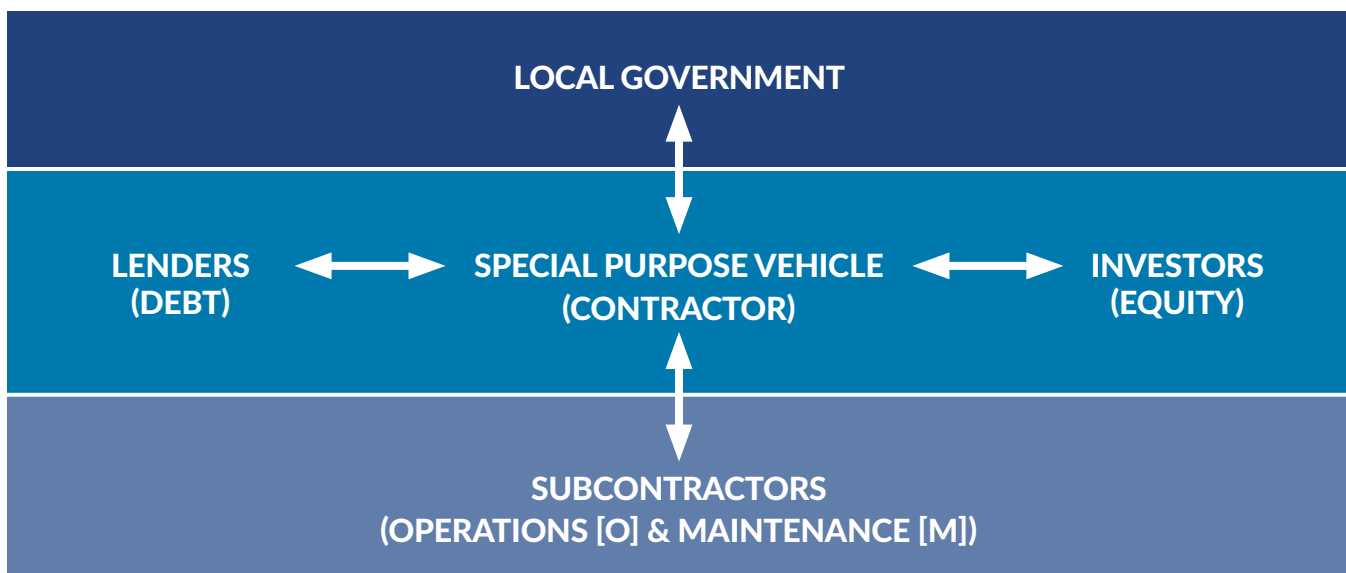 LOCAL GOVERNMENT
LENDERS
(DEBT)
SPECIAL PURPOSE VEHICLE
(CONTRACTOR)
INVESTORS
(EQUITY)
SUBCONTRACTORS
(OPERATIONS [O] & MAINTENANCE [M])